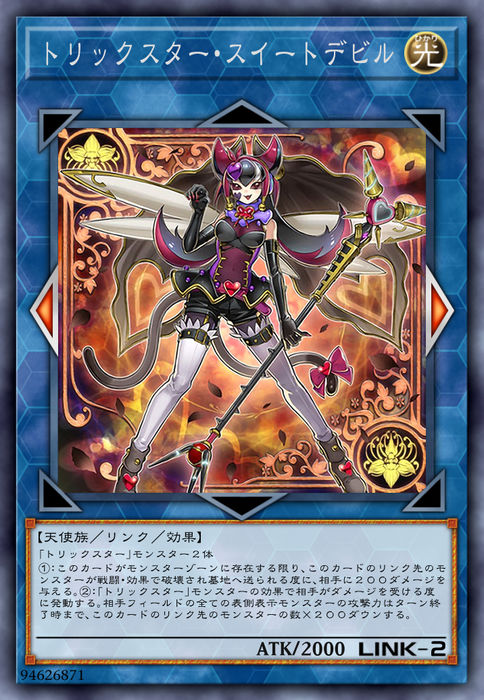 トリックスター・スイートデビル
光
ひかり
【天使族／リンク／効果】
「トリックスター」モンスター２体
①：このカードがモンスターゾーンに存在する限り、このカードのリンク先のモ
ンスターが戦闘・効果で破壊され墓地へ送られる度に、相手に２００ダメージを
与える。②：「トリックスター」モンスターの効果で相手がダメージを受ける度
に発動する。相手フィールドの全ての表側表示モンスターの攻撃力はターン終
了時まで、このカードのリンク先のモンスターの数×２００ダウンする。
ATK/2000 LINK-2
94626871